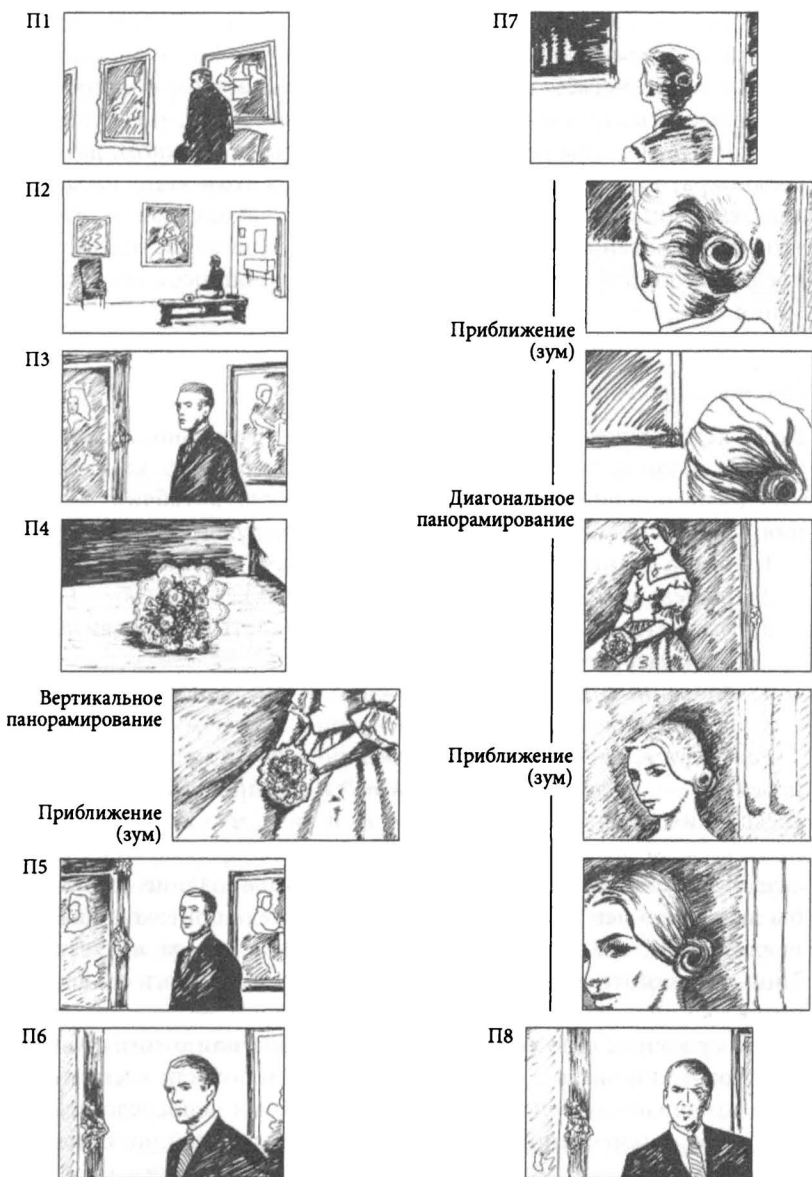 П1
П2
П3
П4
Вертикальное
панорамирование
Приближение
(зум)
П5
П6
П7
Приближение
(зум)
Диагональное
панорамирование
Приближение
(зум)
П8